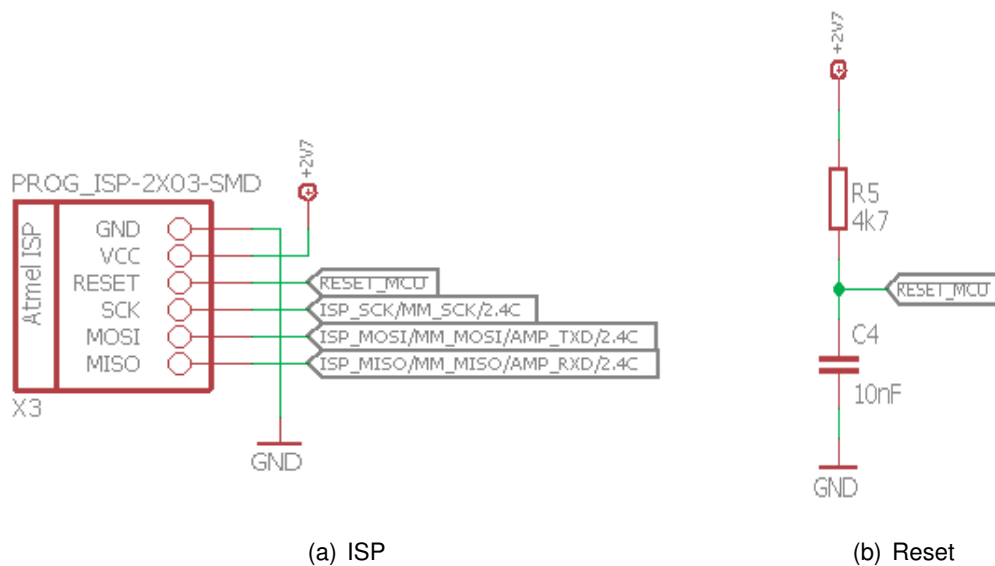 PROG_ISP-2X03-SMD
Atmel ISP
GND
VCC
RESET
SCK
MOSI
MISO
X3
+2V7
RESET_MCU
ISP_SCK/MM_SCK/2.4C
ISP_MOSI/MM_MOSI/AMP_TXD/2.4C
ISP_MISO/MM_MISO/AMP_RXD/2.4C
GND
(a) ISP
+2V7
R5
4k7
RESET_MCU
C4
10nF
GND
(b) Reset